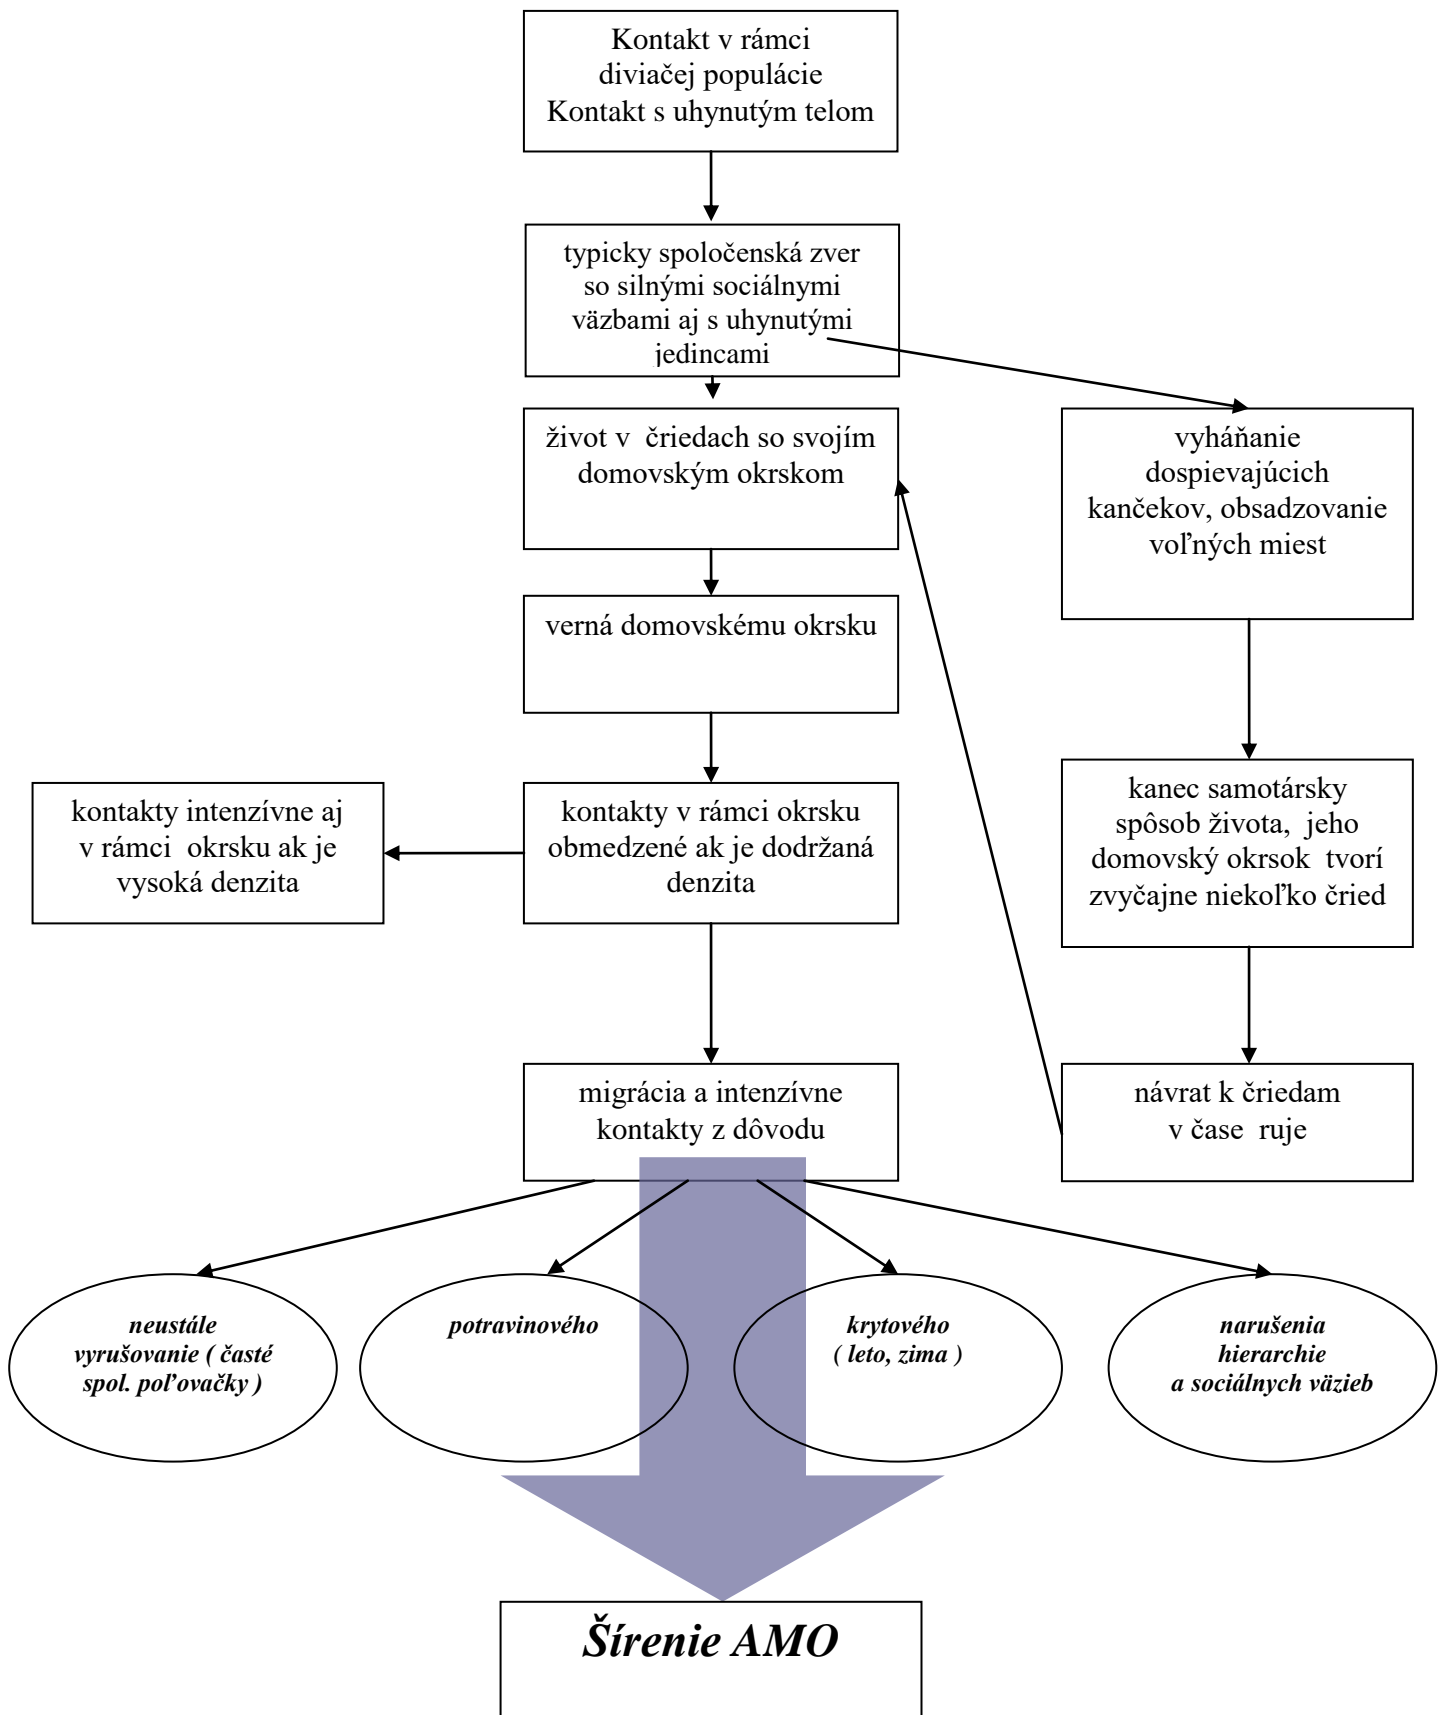 Kontakt v rámci
diviačej populácie
Kontakt s uhynutým telom
typicky spoločenská zver
so silnými sociálnymi
väzbami aj s uhynutými
jedincami
život v čriedach so svojím
domovským okrskom
vyháňanie
dospievajúcich
kančekov, obsadzovanie
voľných miest
verná domovskému okrsku
kontakty intenzívne aj
v rámci okrsku ak je
vysoká denzita
kontakty v rámci okrsku
obmedzené ak je dodržaná
denzita
kanec samotársky
spôsob života, jeho
domovský okrsok tvorí
zvyčajne niekoľko čried
migrácia a intenzívne
kontakty z dôvodu
návrat k čriedam
v čase ruje
neustále
vyrušovanie ( časté
spol. poľovačky )
potravinového
krytového
( leto, zima )
narušenia
hierarchie
a sociálnych väzieb
Šírenie AMO